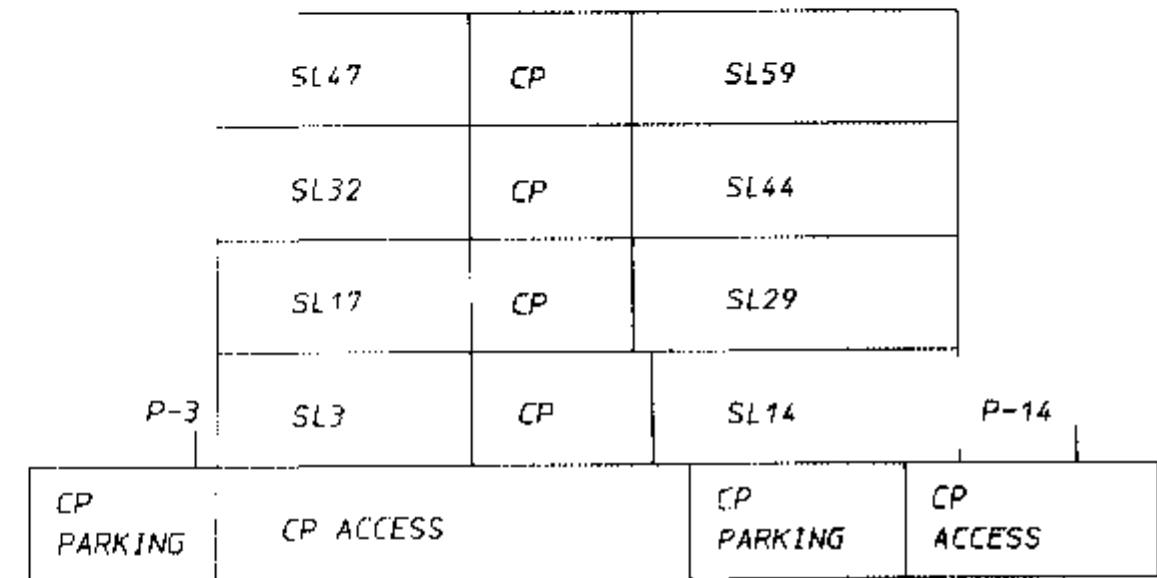 SL47 CP SL59
SL32 CP SL44
SL17 CP SL29
P-3 SL3 CP SL14 P-14
CP CP ACCESS CP CP
PARKING PARKING ACCESS